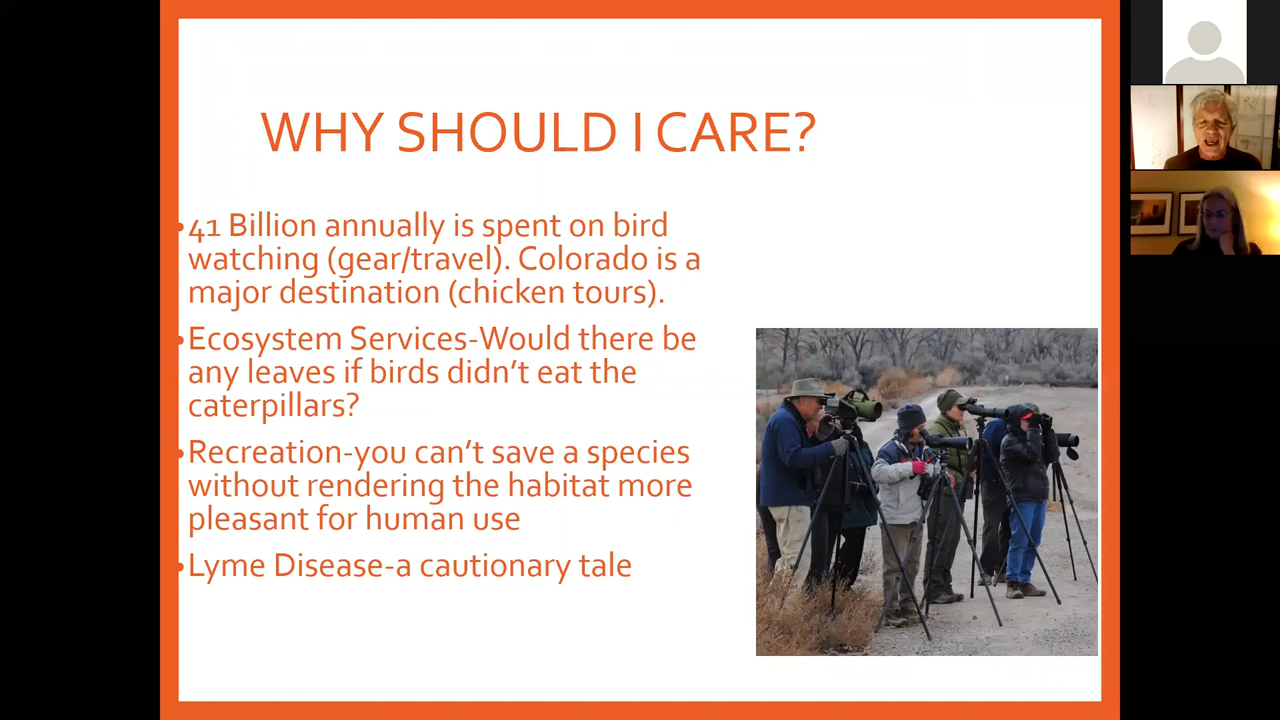 WHY SHOULD I CARE?
•41 Billion annually is spent on bird
watching (gear/travel). Colorado is a
major destination (chicken tours).
•Ecosystem Services-Would there be
any leaves if birds didn’t eat the
caterpillars?
•Recreation-you can’t save a species
without rendering the habitat more
pleasant for human use
•Lyme Disease-a cautionary tale